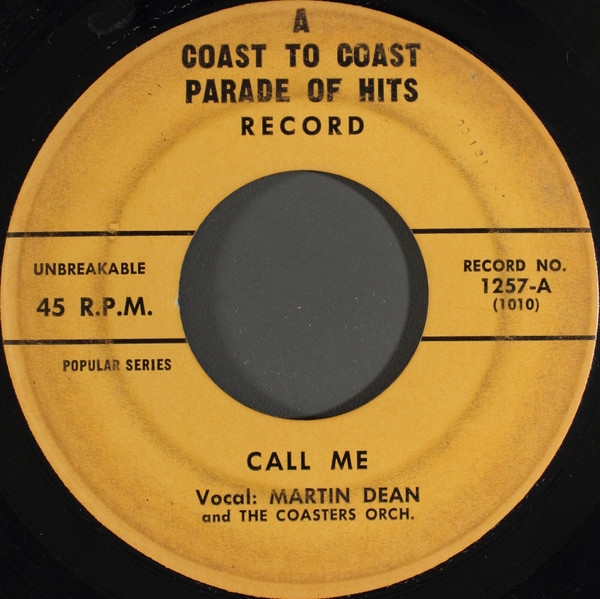 A
COAST TO COAST
PARADE OF HITS
RECORD
UNBREAKABLE
45 R.P.M.
POPULAR SERIES
RECORD NO.
1257-A
(1010)
CALL ME
Vocal: MARTIN DEAN
and THE COASTERS ORCH.